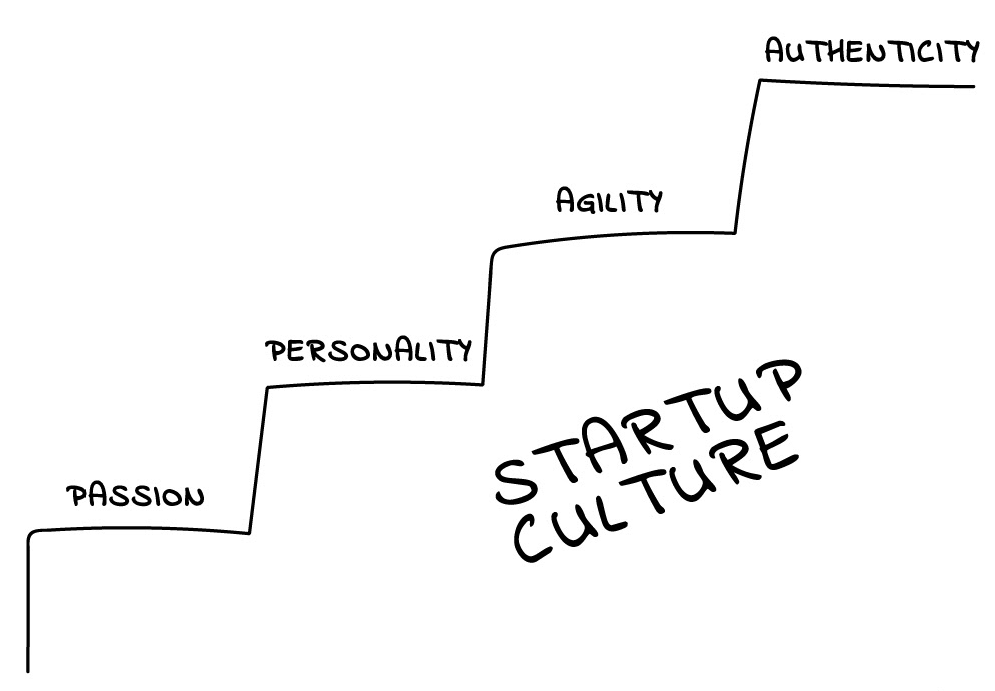 AUTHENTICITY
AGILITY
PERSONALITY
PASSION
STARTUP
CULTURE